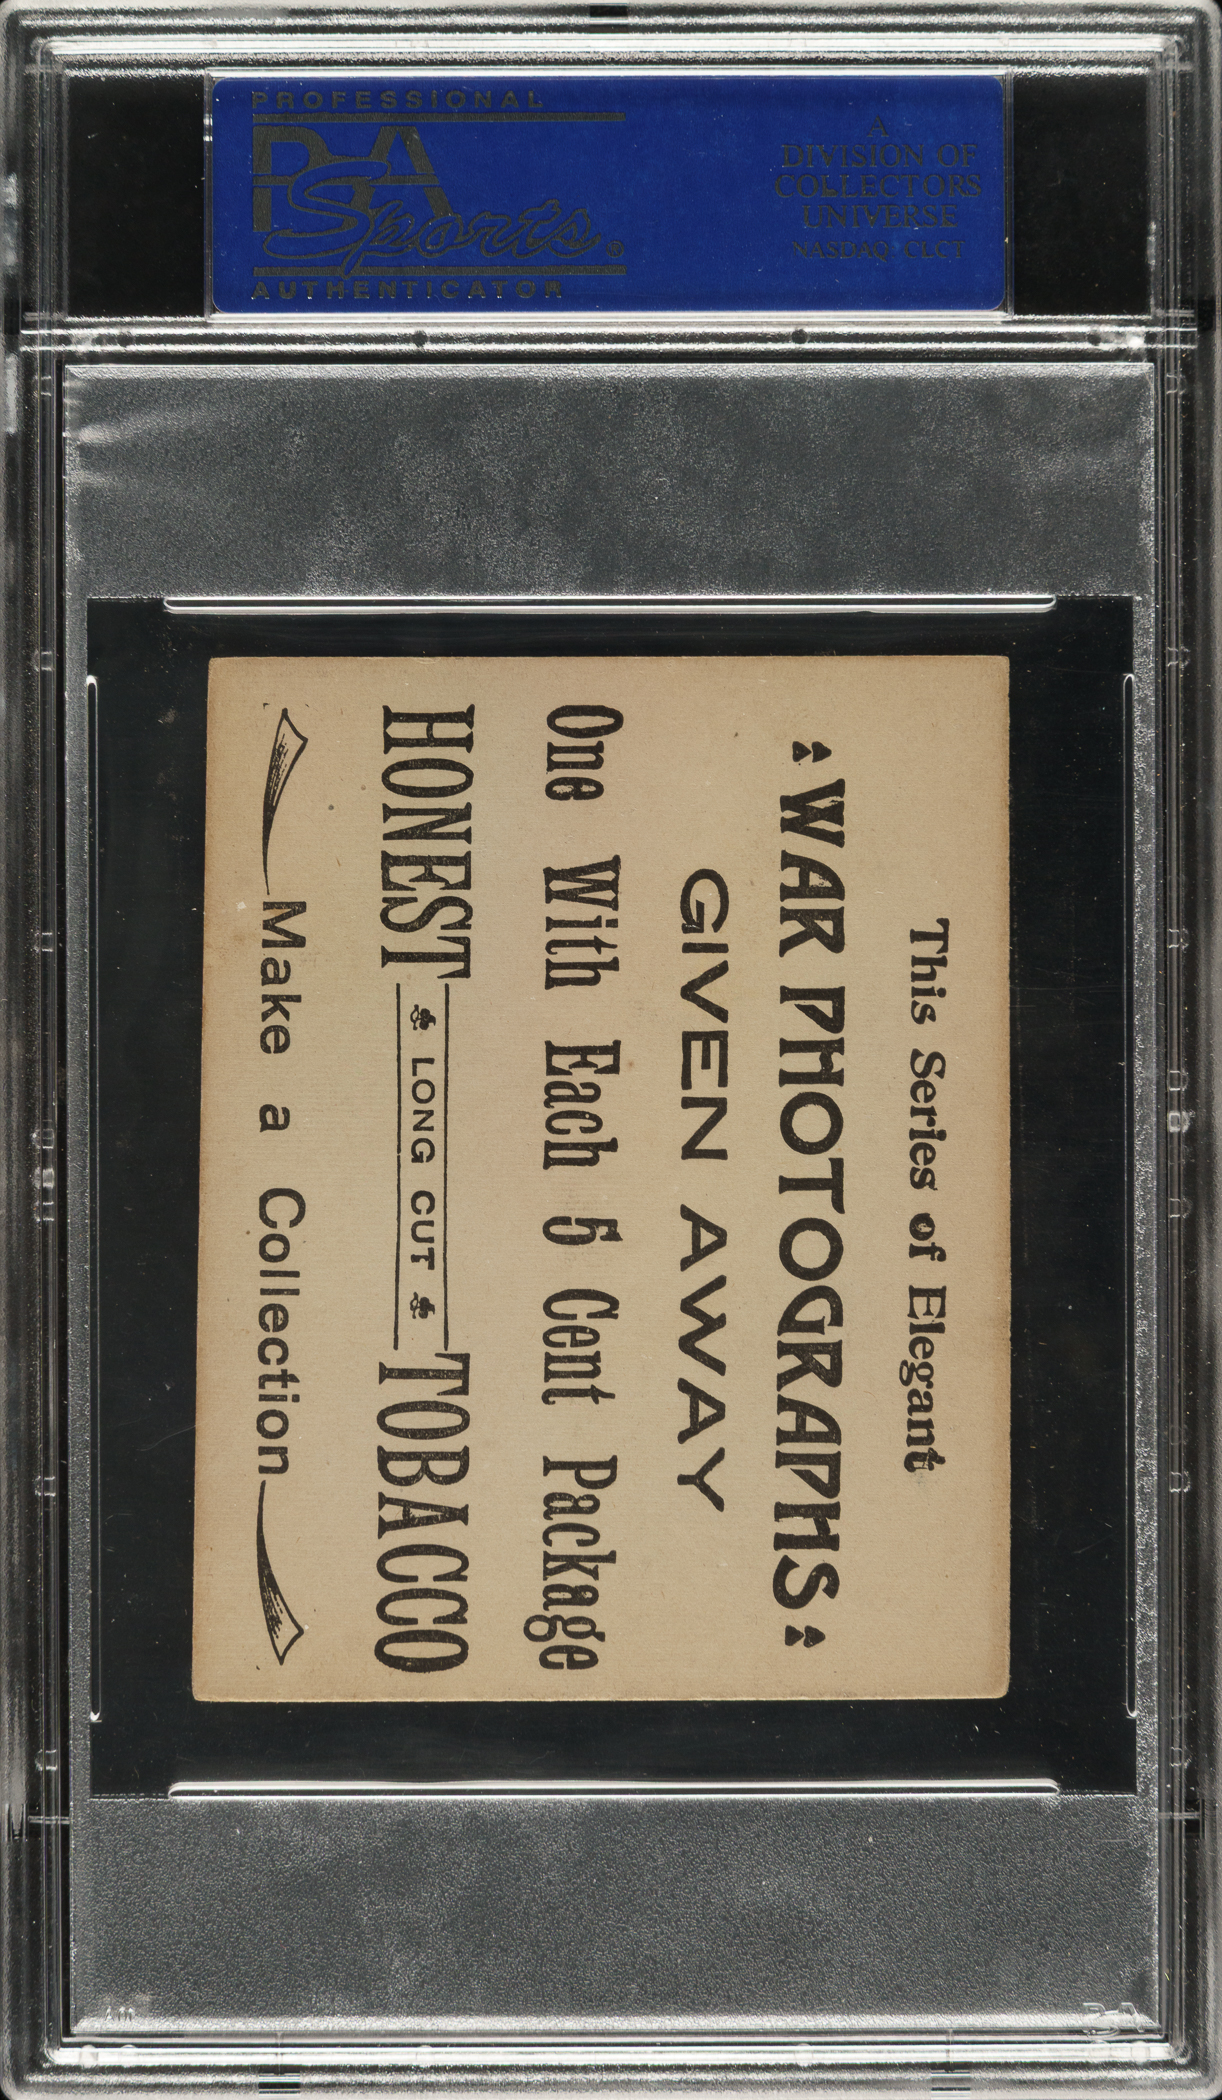 PROFESSIONAL
PSA
Sports®
AUTHENTICATOR
A
DIVISION OF
COLLECTORS
UNIVERSE
NASDAQ: CLCT
This Series of Elegant
WAR PHOTOGRAPHS
GIVEN AWAY
One With Each 5 Cent Package
HONEST LONG CUT TOBACCO
Make a Collection
PSA